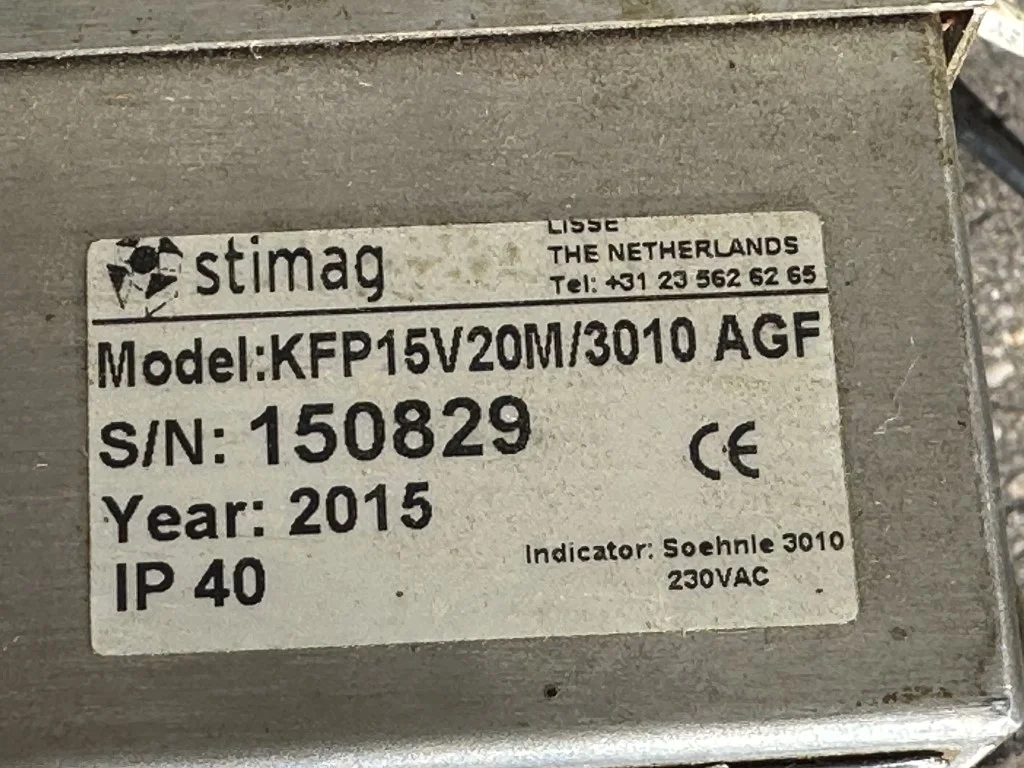 stimag
LISSE
THE NETHERLANDS
Tel: +31 23 562 62 65
Model:KFP15V20M/3010 AGF
S/N: 150829
CE
Year: 2015
IP 40
Indicator: Soehnle 3010
230VAC